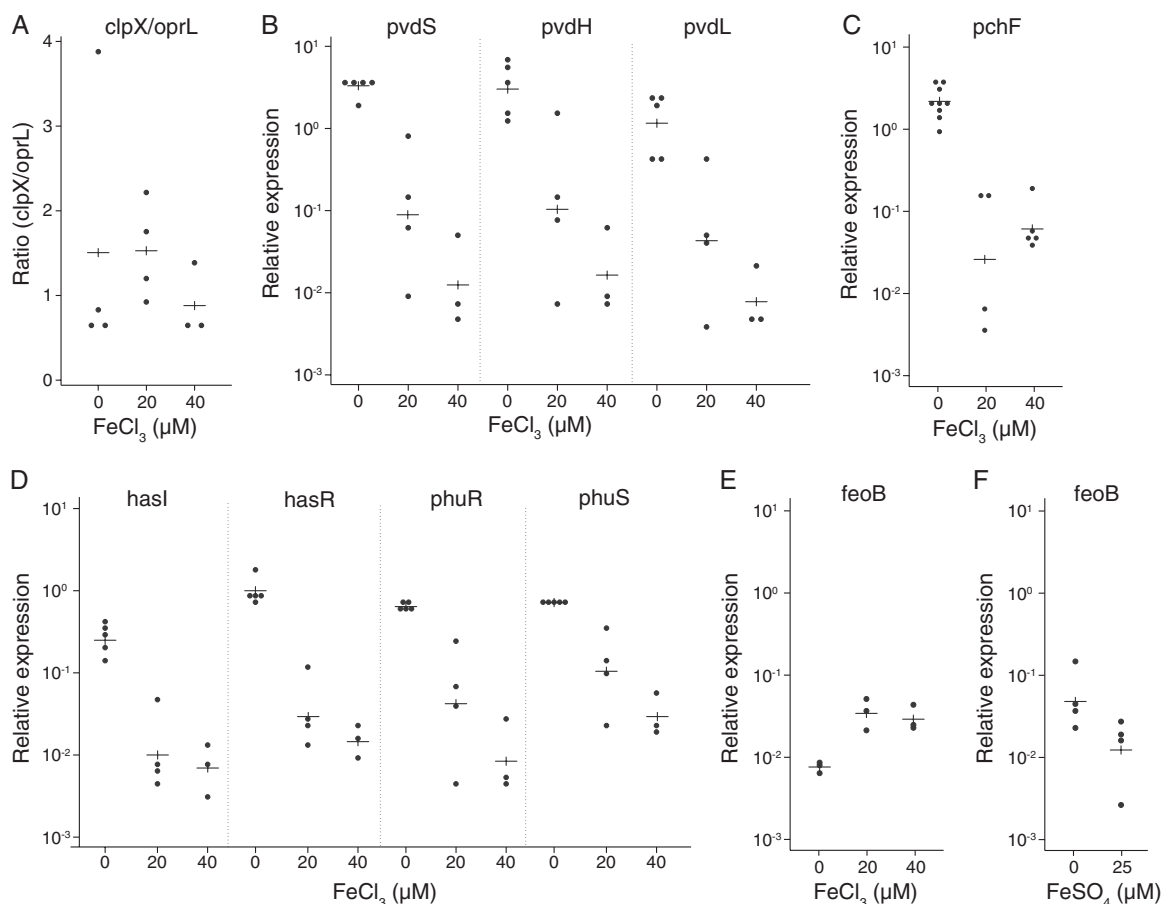 A
clpX/oprL
Ratio (clpX/oprL)
4
3
2
1
0
0 20 40
FeCl₃ (µM)
B
pvdS pvdH pvdL
Relative expression
10¹
10⁰
10⁻¹
10⁻²
10⁻³
0 20 40 0 20 40 0 20 40
FeCl₃ (µM)
C
pchF
Relative expression
10¹
10⁰
10⁻¹
10⁻²
10⁻³
0 20 40
FeCl₃ (µM)
D
hasI hasR phuR phuS
Relative expression
10¹
10⁰
10⁻¹
10⁻²
10⁻³
0 20 40 0 20 40 0 20 40 0 20 40
FeCl₃ (µM)
E
feoB
Relative expression
10¹
10⁰
10⁻¹
10⁻²
10⁻³
0 20 40
FeCl₃ (µM)
F
feoB
Relative expression
10¹
10⁰
10⁻¹
10⁻²
10⁻³
0 25
FeSO₄ (µM)